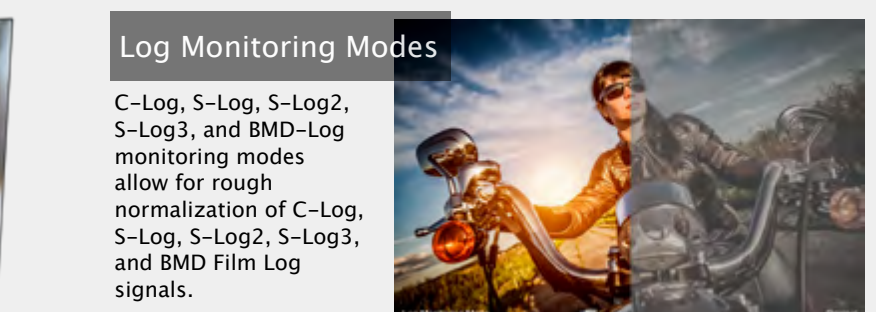 Log Monitoring Modes
C-Log, S-Log, S-Log2,
S-Log3, and BMD-Log
monitoring modes
allow for rough
normalization of C-Log,
S-Log, S-Log2, S-Log3,
and BMD Film Log
signals.